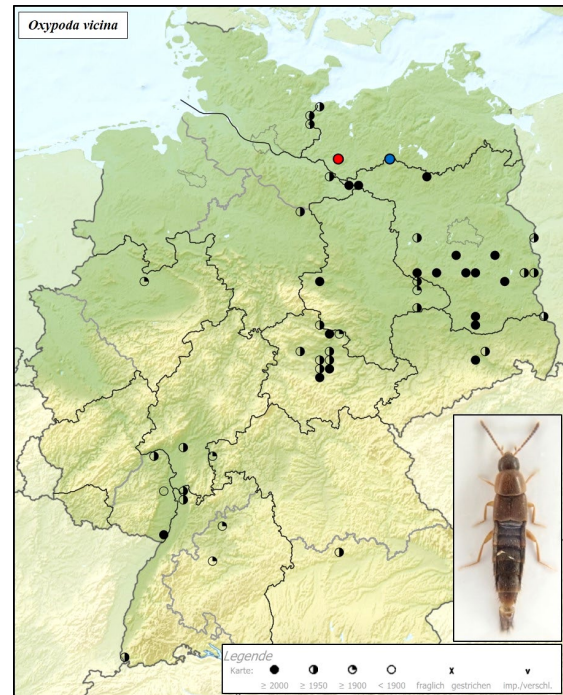 Oxypoda vicina
Legende
Karte:
≥ 2000 ≥ 1950 ≥ 1900 < 1900 fraglich gestrichen imp./verschl.
x v